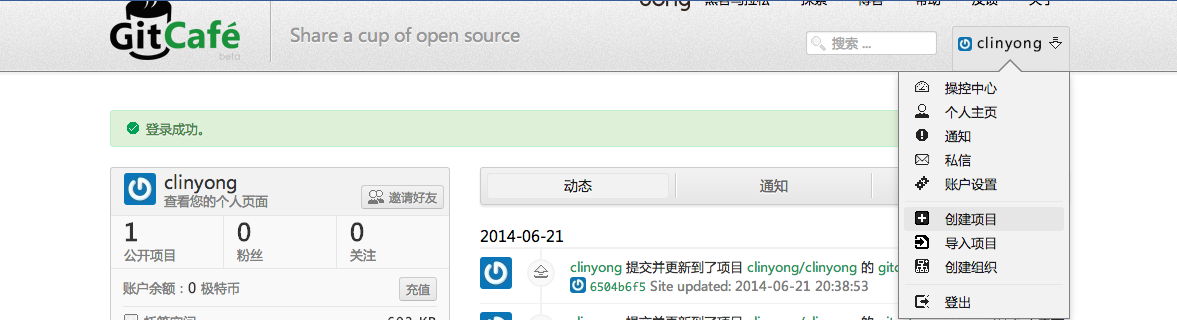 GitCafé
beta
Share a cup of open source
搜索 ...
clinyong
操控中心
个人主页
通知
私信
账户设置
创建项目
导入项目
创建组织
登出
登录成功。
clinyong
查看您的个人页面
邀请好友
1
公开项目
0
粉丝
0
关注
账户余额：0 极特币
充值
动态
通知
2014-06-21
clinyong 提交并更新到了项目 clinyong/clinyong 的
6504b6f5 Site updated: 2014-06-21 20:38:53